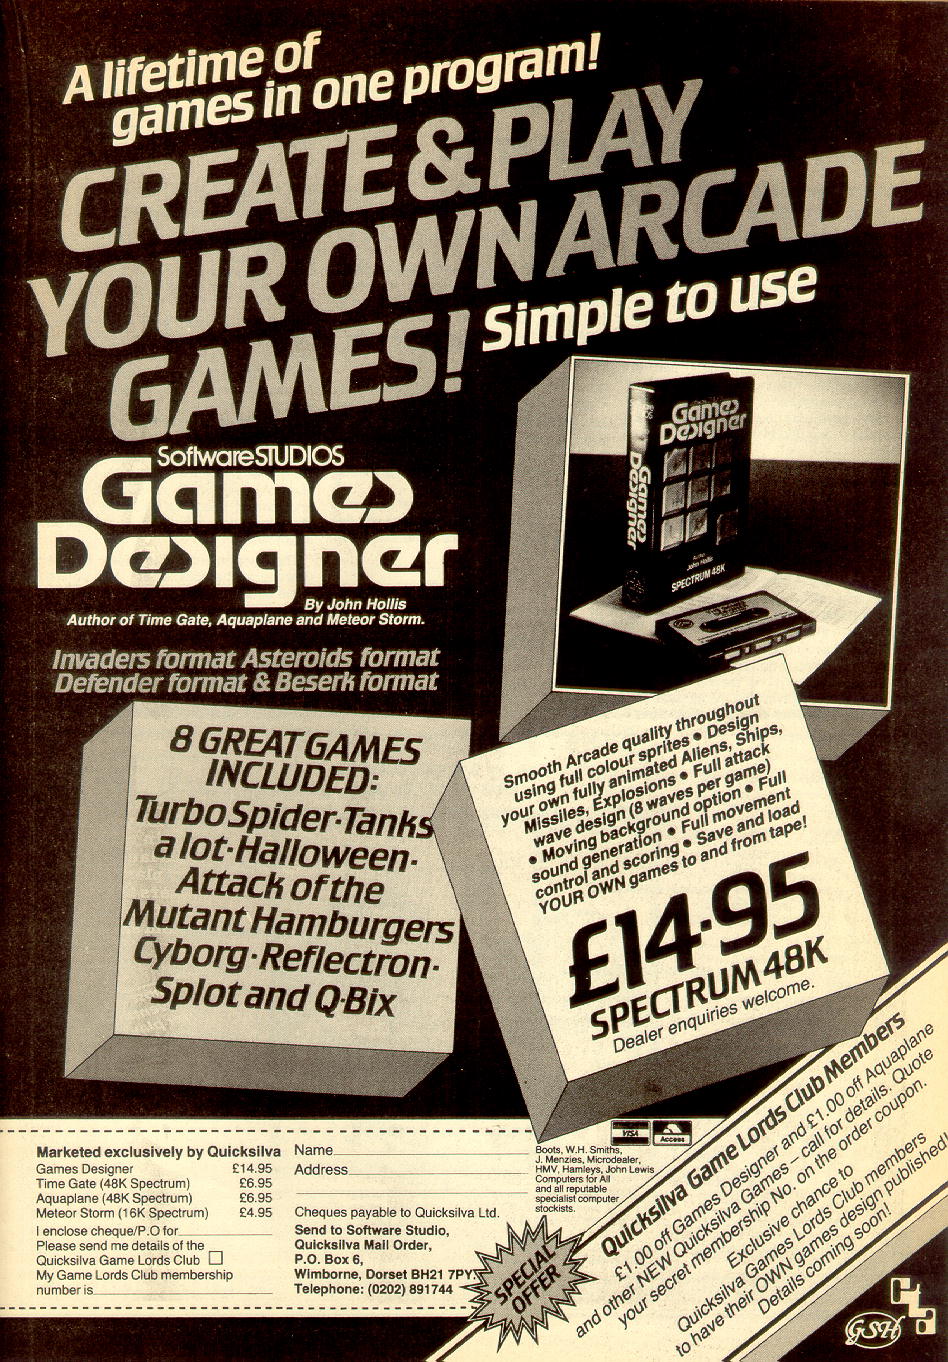 A lifetime of
games in one program!
CREATE & PLAY
YOUR OWN ARCADE
GAMES! Simple to use
SoftwareSTUDIOS
Games
Designer
By John Hollis
Author of Time Gate, Aquaplane and Meteor Storm.
Invaders format Asteroids format
Defender format & Beserk format
Games
Designer
Games
Designer
Author
John Hollis
SPECTRUM 48K
8 GREAT GAMES
INCLUDED:
Turbo Spider·Tanks
a lot·Halloween·
Attack of the
Mutant Hamburgers
Cyborg·Reflectron·
Splot and Q·Bix
Smooth Arcade quality throughout
using full colour sprites • Design
your own fully animated Aliens, Ships,
Missiles, Explosions • Full attack
wave design (8 waves per game)
• Moving background option • Full
sound generation • Full movement
control and scoring • Save and load
YOUR OWN games to and from tape!
£14·95
SPECTRUM 48K
Dealer enquiries welcome.
Marketed exclusively by Quicksilva
Games Designer £14.95
Time Gate (48K Spectrum) £6.95
Aquaplane (48K Spectrum) £6.95
Meteor Storm (16K Spectrum) £4.95
I enclose cheque/P.O for
Please send me details of the
Quicksilva Game Lords Club
My Game Lords Club membership
number is
Name
Address
Cheques payable to Quicksilva Ltd.
Send to Software Studio,
Quicksilva Mail Order,
P.O. Box 6,
Wimborne, Dorset BH21 7PY
Telephone: (0202) 891744
VISA
Access
Boots, W.H. Smiths,
J. Menzies, Microdealer,
HMV, Hamleys, John Lewis
Computers for All
and all reputable
specialist computer
stockists.
SPECIAL
OFFER
Quicksilva Game Lords Club Members
£1.00 off Games Designer and £1.00 off Aquaplane
and other NEW Quicksilva Games – call for details. Quote
your secret membership No. on the order coupon.
Exclusive chance to
Quicksilva Games Lords Club members
to have their OWN games design published!
Details coming soon!
GSH